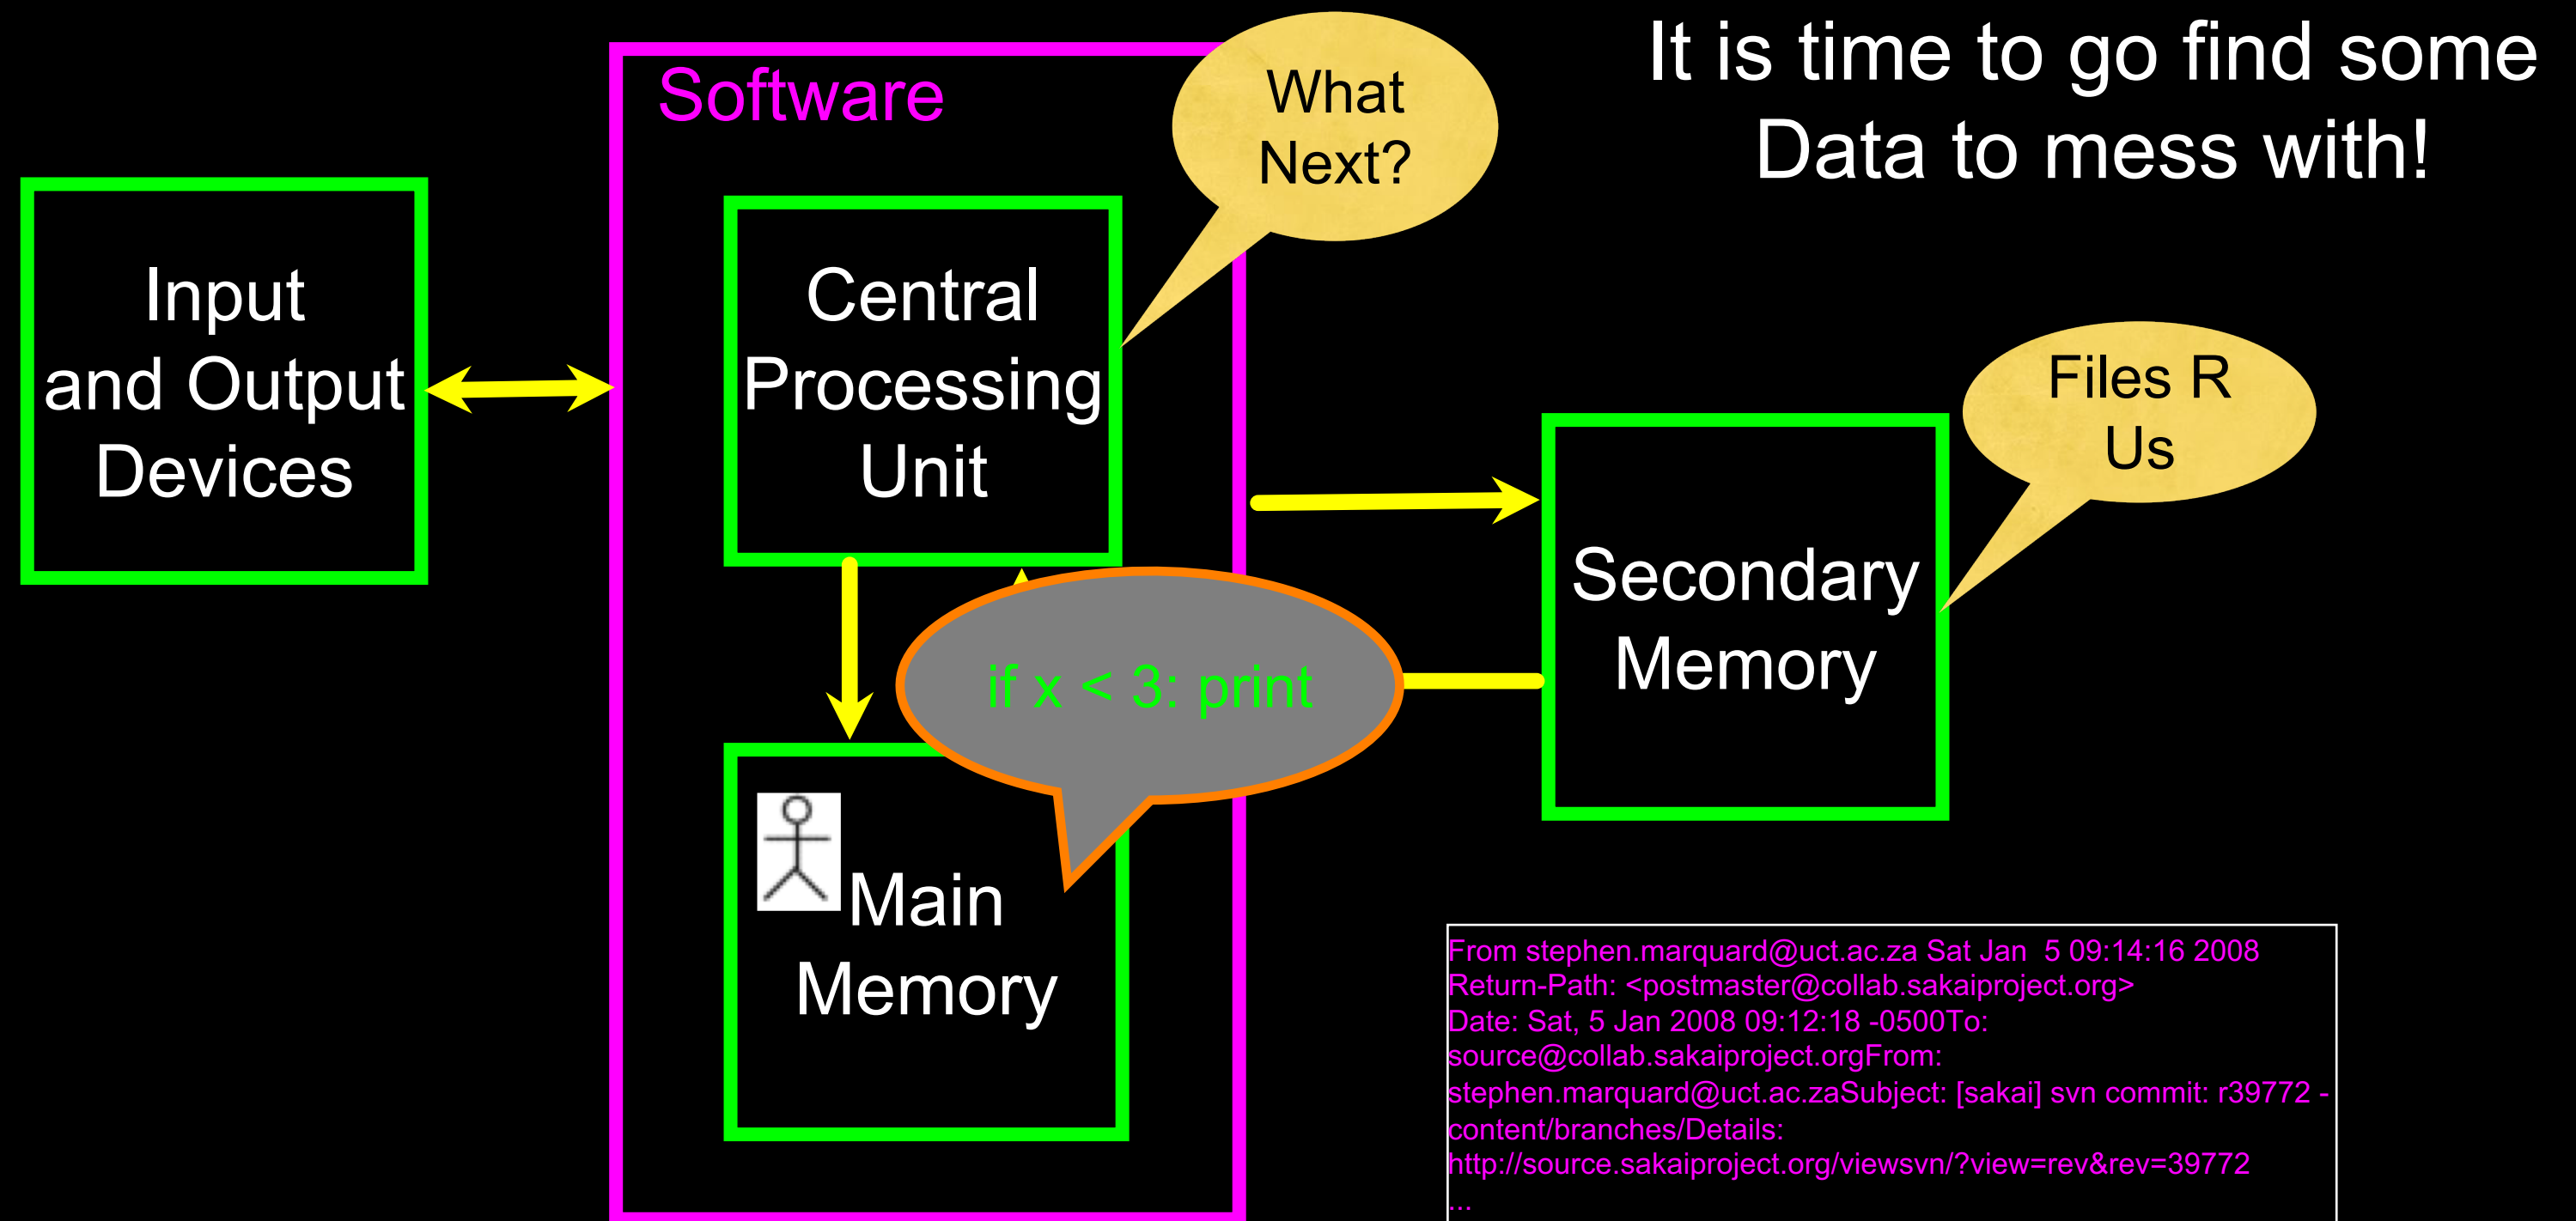 It is time to go find some
Data to mess with!
Software
What
Next?
Input
and Output
Devices
Central
Processing
Unit
Files R
Us
if x < 3: print
Secondary
Memory
Main
Memory
From stephen.marquard@uct.ac.za Sat Jan  5 09:14:16 2008
Return-Path: <postmaster@collab.sakaiproject.org>
Date: Sat, 5 Jan 2008 09:12:18 -0500To:
source@collab.sakaiproject.orgFrom:
stephen.marquard@uct.ac.zaSubject: [sakai] svn commit: r39772 -
content/branches/Details:
http://source.sakaiproject.org/viewsvn/?view=rev&rev=39772
...